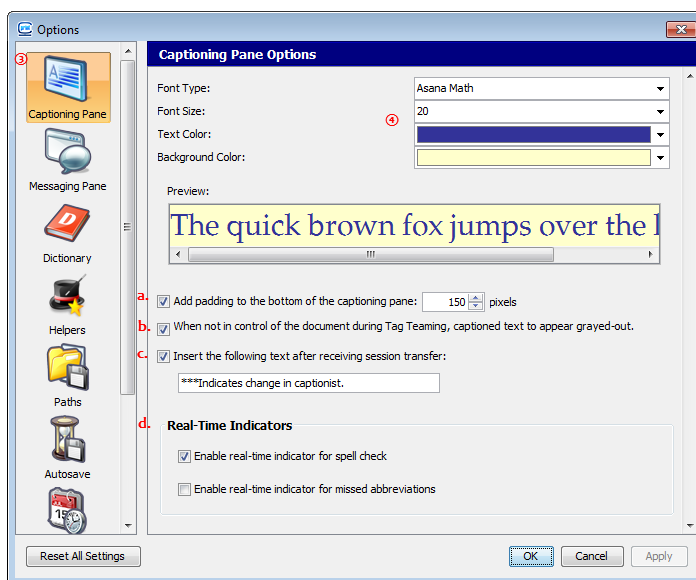 Options
③
Captioning Pane
Messaging Pane
Dictionary
Helpers
Paths
Autosave
15
Captioning Pane Options
Font Type: Asana Math
Font Size: 20
④
Text Color:
Background Color:
Preview:
The quick brown fox jumps over the l
a. Add padding to the bottom of the captioning pane: 150 pixels
b. When not in control of the document during Tag Teaming, captioned text to appear grayed-out.
c. Insert the following text after receiving session transfer:
***Indicates change in captionist.
d. Real-Time Indicators
Enable real-time indicator for spell check
Enable real-time indicator for missed abbreviations
Reset All Settings OK Cancel Apply